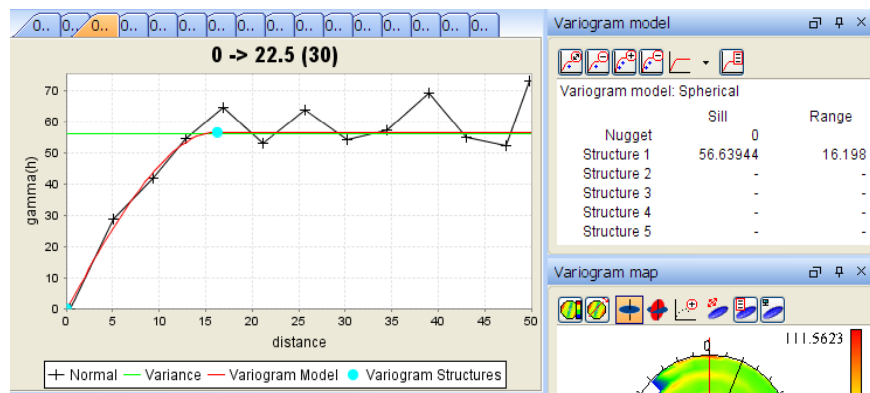 0.. 0.. 0.. 0.. 0.. 0.. 0.. 0.. 0.. 0.. 0.. 0.. 0.. 0.. 0.. 0..
0 -> 22.5 (30)
gamma(h)
70
60
50
40
30
20
10
0
0 5 10 15 20 25 30 35 40 45 50
distance
Normal Variance Variogram Model Variogram Structures
Variogram model
Variogram model: Spherical
Sill Range
Nugget 0
Structure 1 56.63944 16.198
Structure 2 - -
Structure 3 - -
Structure 4 - -
Structure 5 - -
Variogram map
111.5623